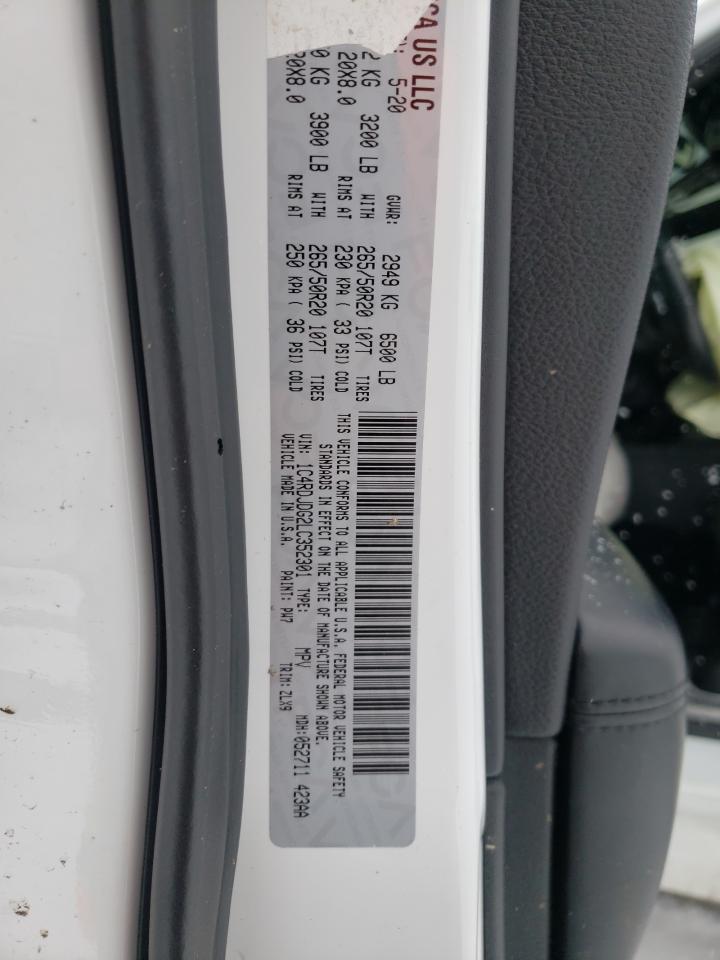 CA US LLC
5-20 GVWR: 2949 KG 6500 LB
2 KG 3200 LB WITH 265/50R20 107T TIRES
20X8.0 RIMS AT 230 KPA ( 33 PSI) COLD
0 KG 3900 LB WITH 265/50R20 107T TIRES
20X8.0 RIMS AT 250 KPA ( 36 PSI) COLD
THIS VEHICLE CONFORMS TO ALL APPLICABLE U.S.A. FEDERAL MOTOR VEHICLE SAFETY
STANDARDS IN EFFECT ON THE DATE OF MANUFACTURE SHOWN ABOVE.
VIN: 1C4RDJDG2LC352301 TYPE: MPV MDH:052711 423AA
VEHICLE MADE IN U.S.A. PAINT: PW7 TRIM: ZLX9